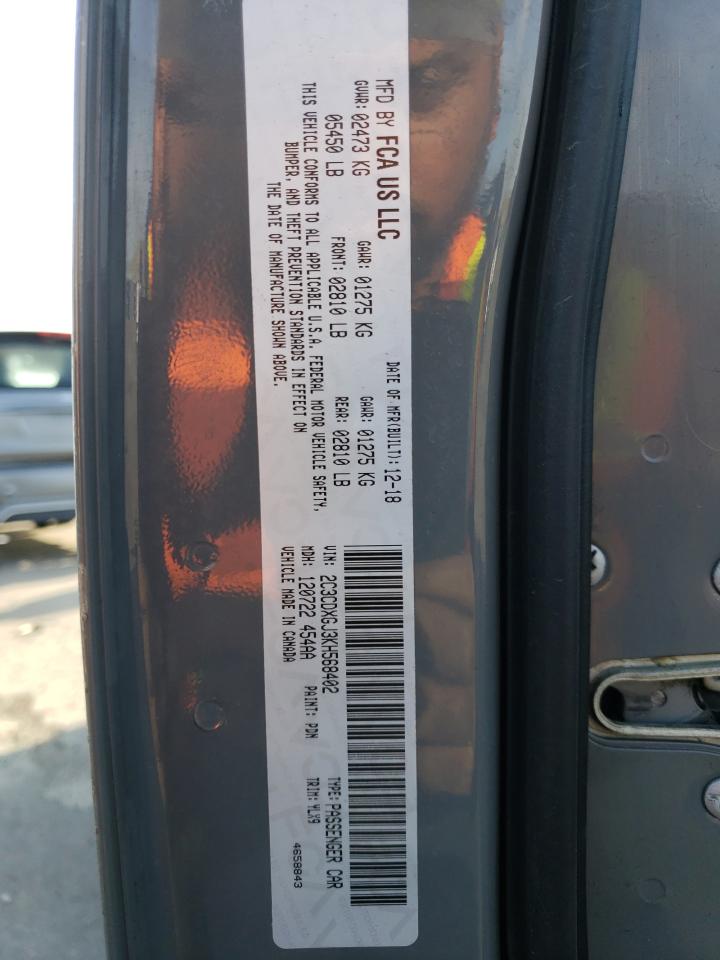 MFD BY FCA US LLC
DATE OF MFR(BUILT): 12-18
GVWR: 02473 KG GAWR: 01275 KG GAWR: 01275 KG
05450 LB FRONT: 02810 LB REAR: 02810 LB
THIS VEHICLE CONFORMS TO ALL APPLICABLE U.S.A. FEDERAL MOTOR VEHICLE SAFETY,
BUMPER, AND THEFT PREVENTION STANDARDS IN EFFECT ON
THE DATE OF MANUFACTURE SHOWN ABOVE.
VIN: 2C3CDXGJ3KH568402 TYPE: PASSENGER CAR
MDH: 120722 454AA PAINT: PDN TRIM: YLX9
VEHICLE MADE IN CANADA
4658843